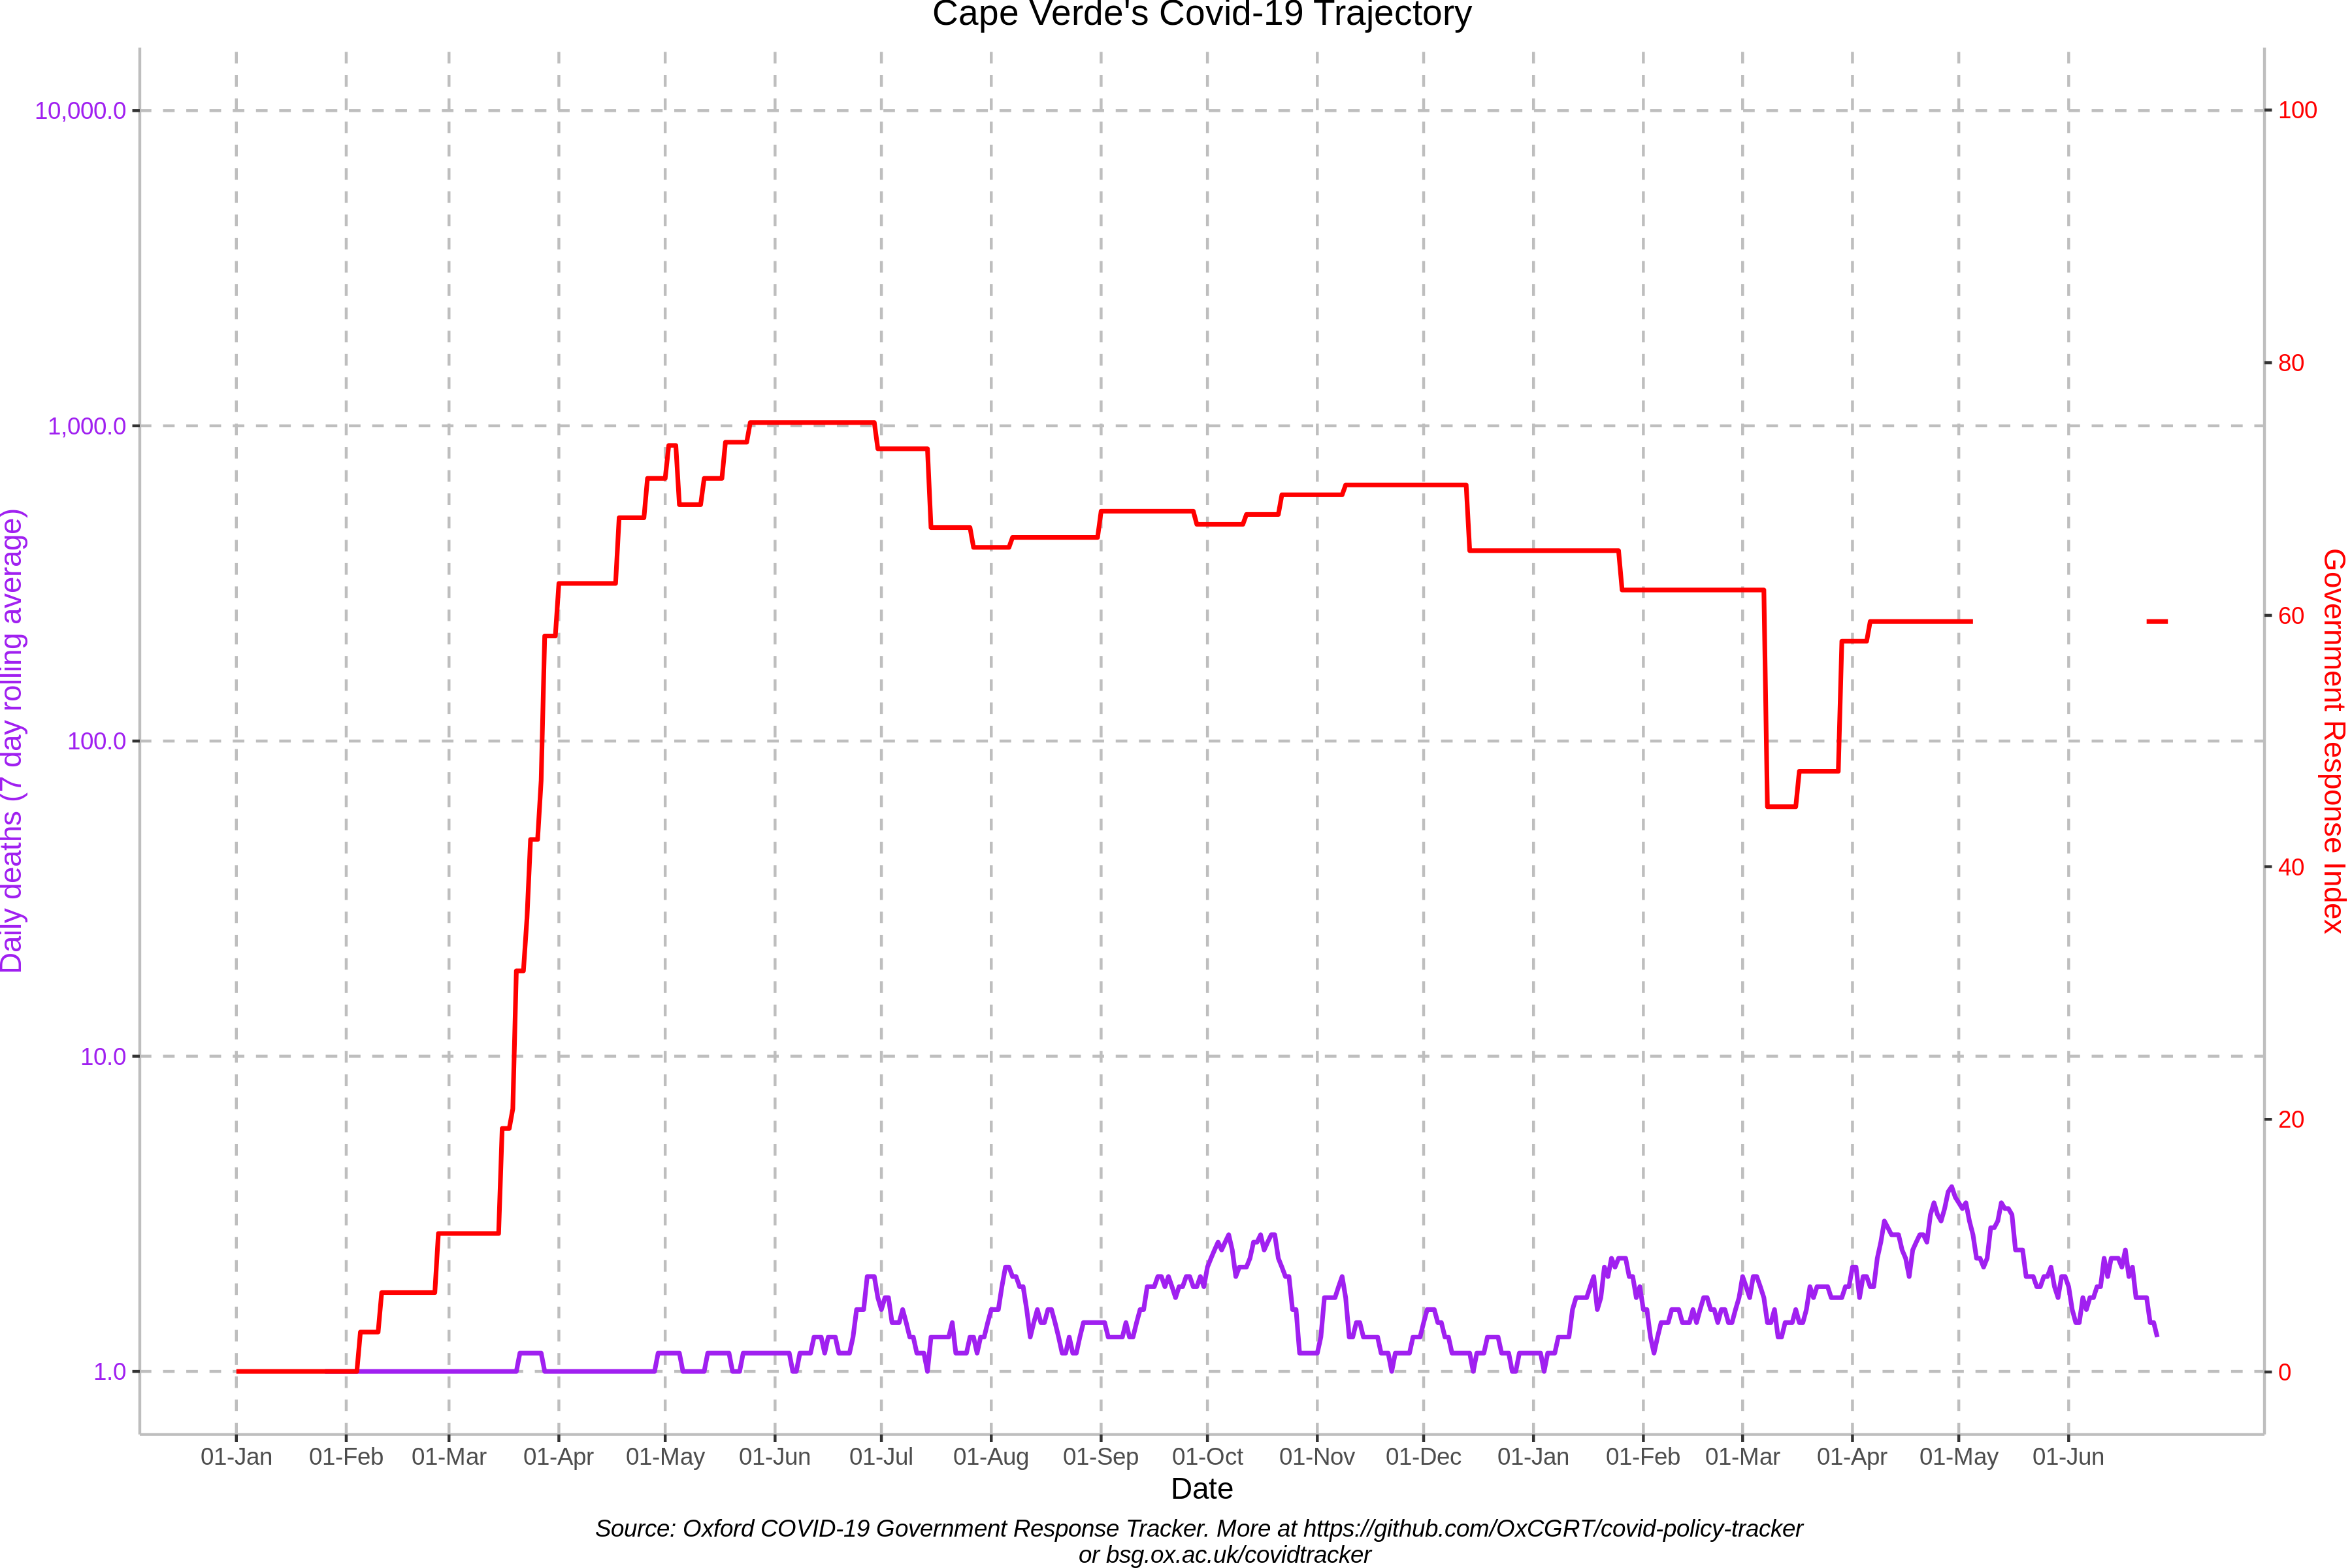 Cape Verde's Covid-19 Trajectory
10,000.0
1,000.0
100.0
10.0
1.0
Daily deaths (7 day rolling average)
100
80
60
40
20
0
Government Response Index
01-Jan 01-Feb 01-Mar 01-Apr 01-May 01-Jun 01-Jul 01-Aug 01-Sep 01-Oct 01-Nov 01-Dec 01-Jan 01-Feb 01-Mar 01-Apr 01-May 01-Jun
Date
Source: Oxford COVID-19 Government Response Tracker. More at https://github.com/OxCGRT/covid-policy-tracker
or bsg.ox.ac.uk/covidtracker